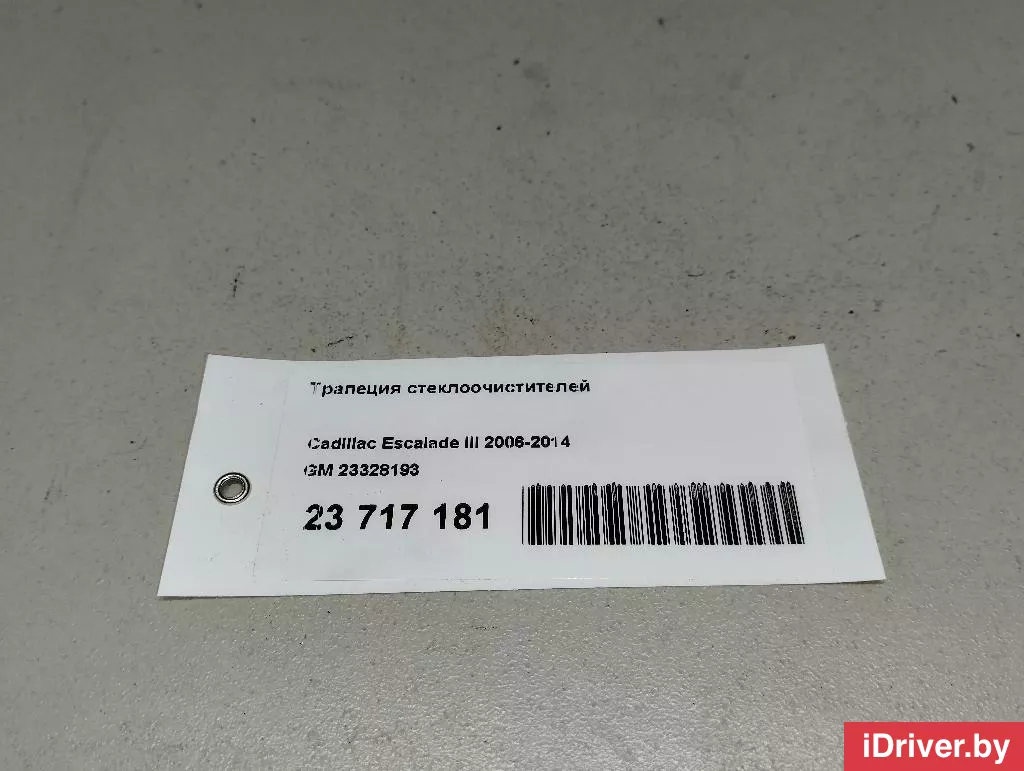 Трапеция стеклоочистителей
Cadillac Escalade III 2006-2014
GM 23328193
23 717 181
iDriver.by